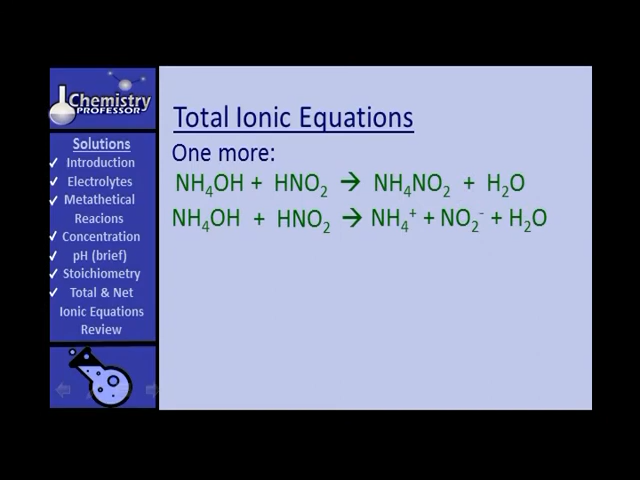 Chemistry
PROFESSOR
Solutions
Introduction
Electrolytes
Metathetical
Reacions
Concentration
pH (brief)
Stoichiometry
Total & Net
Ionic Equations
Review
Total Ionic Equations
One more:
NH₄OH + HNO₂ → NH₄NO₂ + H₂O
NH₄OH + HNO₂ → NH₄⁺ + NO₂⁻ + H₂O